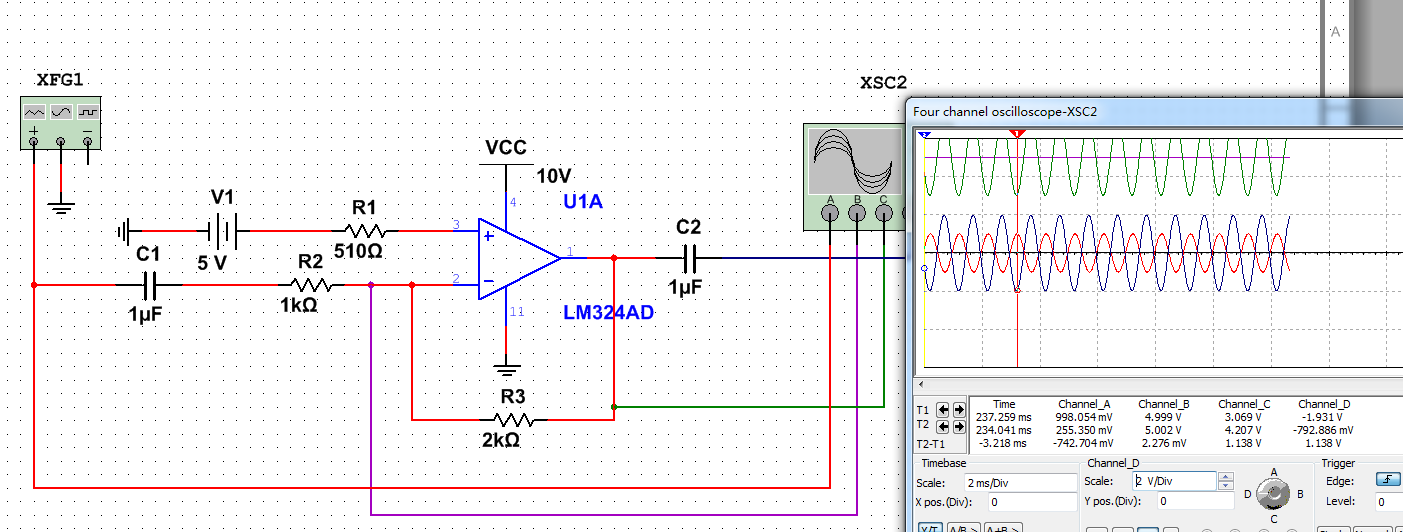 A
XFG1
XSC2
Four channel oscilloscope-XSC2
VCC
10V
4
U1A
V1
R1
3
1
C2
A B C
5 V
510Ω
C1
R2
2
1μF
1kΩ
1μF
11
LM324AD
R3
2kΩ
Time Channel_A Channel_B Channel_C Channel_D
T1 237.259 ms 998.054 mV 4.999 V 3.069 V -1.931 V
T2 234.041 ms 255.350 mV 5.002 V 4.207 V -792.886 mV
T2-T1 -3.218 ms -742.704 mV 2.276 mV 1.138 V 1.138 V
Timebase Channel_D Trigger
Scale: 2 ms/Div Scale: 2 V/Div Edge:
X pos.(Div): 0 Y pos.(Div): 0 Level: 0
A
D B
C
Y/T A/B > A+B >